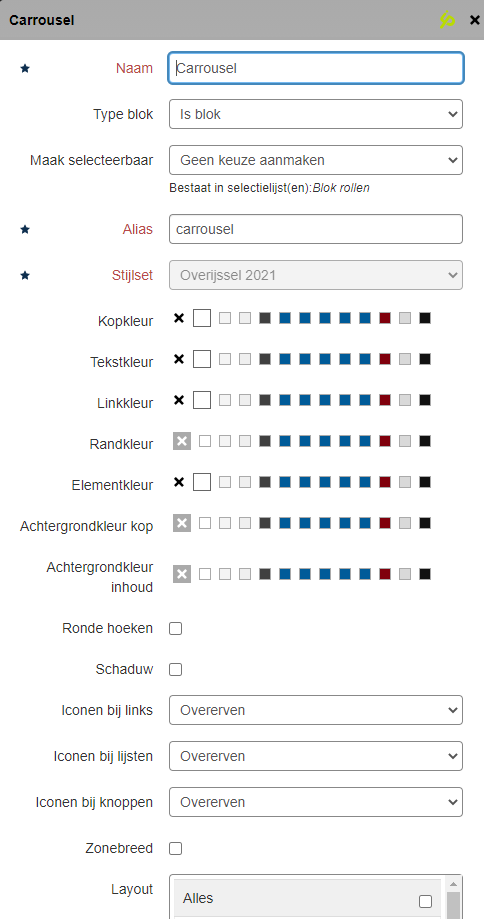 Carrousel
Naam Carrousel
Type blok Is blok
Maak selecteerbaar Geen keuze aanmaken
Bestaat in selectielijst(en):Blok rollen
Alias carrousel
Stijlset Overijssel 2021
Kopkleur
Tekstkleur
Linkkleur
Randkleur
Elementkleur
Achtergrondkleur kop
Achtergrondkleur
inhoud
Ronde hoeken
Schaduw
Iconen bij links Overerven
Iconen bij lijsten Overerven
Iconen bij knoppen Overerven
Zonebreed
Layout Alles